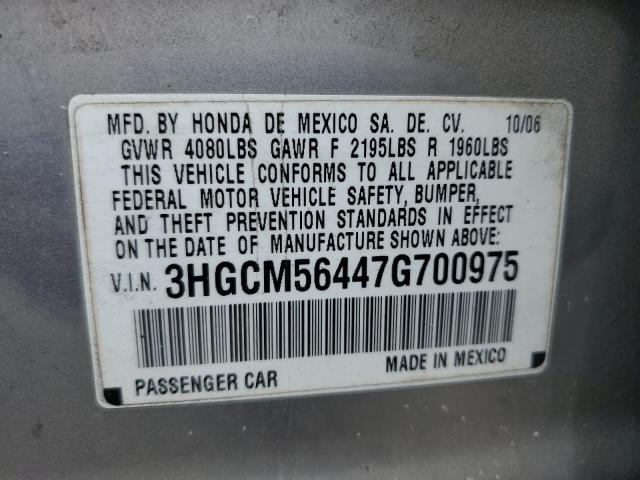 MFD. BY HONDA DE MEXICO SA. DE. CV. 10/06
GVWR 4080LBS GAWR F 2195LBS R 1960LBS
THIS VEHICLE CONFORMS TO ALL APPLICABLE
FEDERAL MOTOR VEHICLE SAFETY, BUMPER,
AND THEFT PREVENTION STANDARDS IN EFFECT
ON THE DATE OF MANUFACTURE SHOWN ABOVE:
V.I.N. 3HGCM56447G700975
PASSENGER CAR MADE IN MEXICO